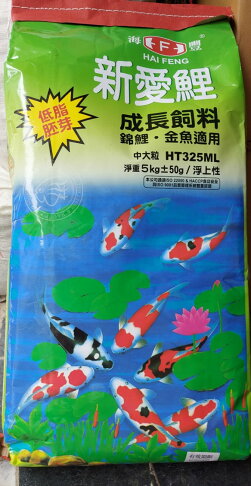 海 F 豐
HAI FENG
新愛鯉
低脂
胚芽
成長飼料
錦鯉·金魚適用
中大粒 HT325ML
淨重5kg±50g/浮上性